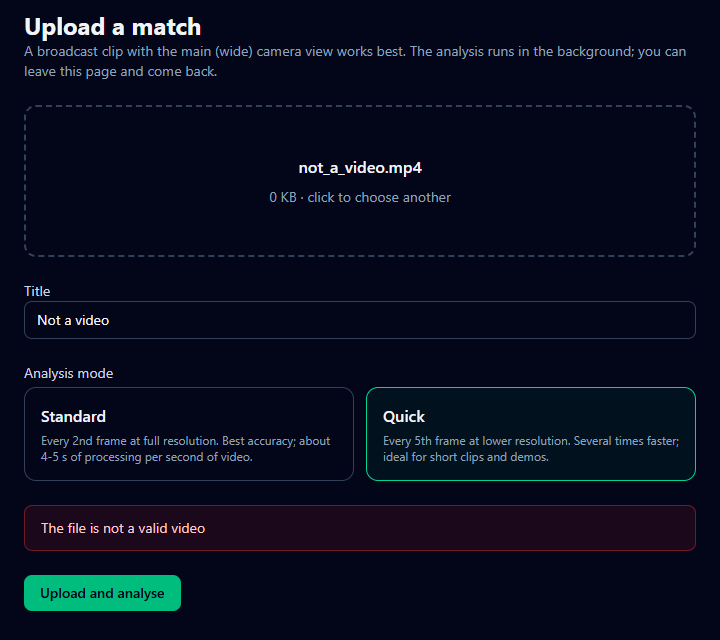 Upload a match
A broadcast clip with the main (wide) camera view works best. The analysis runs in the background; you can
leave this page and come back.
not_a_video.mp4
0 KB · click to choose another
Title
Not a video
Analysis mode
Standard
Every 2nd frame at full resolution. Best accuracy; about
4-5 s of processing per second of video.
Quick
Every 5th frame at lower resolution. Several times faster;
ideal for short clips and demos.
The file is not a valid video
Upload and analyse